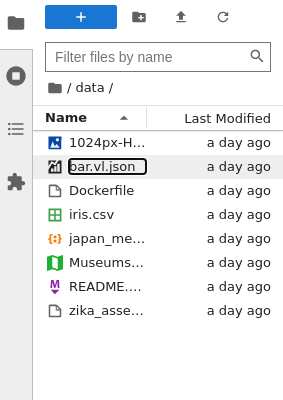 Filter files by name
/ data /
Name Last Modified
1024px-H... a day ago
bar.vl.json a day ago
Dockerfile a day ago
iris.csv a day ago
japan_me... a day ago
Museums... a day ago
README.... a day ago
zika_asse... a day ago